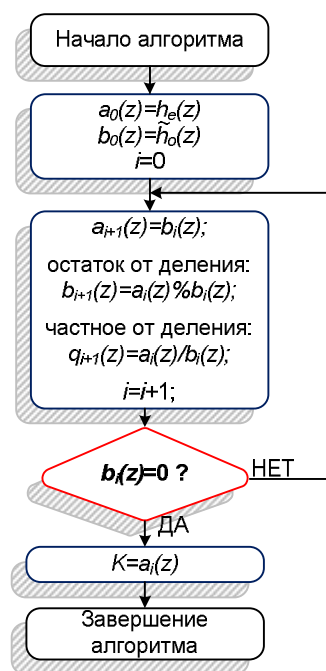 Начало алгоритма
a₀(z)=hₑ(z)
b₀(z)=h̃ₒ(z)
i=0
aᵢ₊₁(z)=bᵢ(z);
остаток от деления:
bᵢ₊₁(z)=aᵢ(z)%bᵢ(z);
частное от деления:
qᵢ₊₁(z)=aᵢ(z)/bᵢ(z);
i=i+1;
bᵢ(z)=0 ?
НЕТ
ДА
K=aᵢ(z)
Завершение
алгоритма